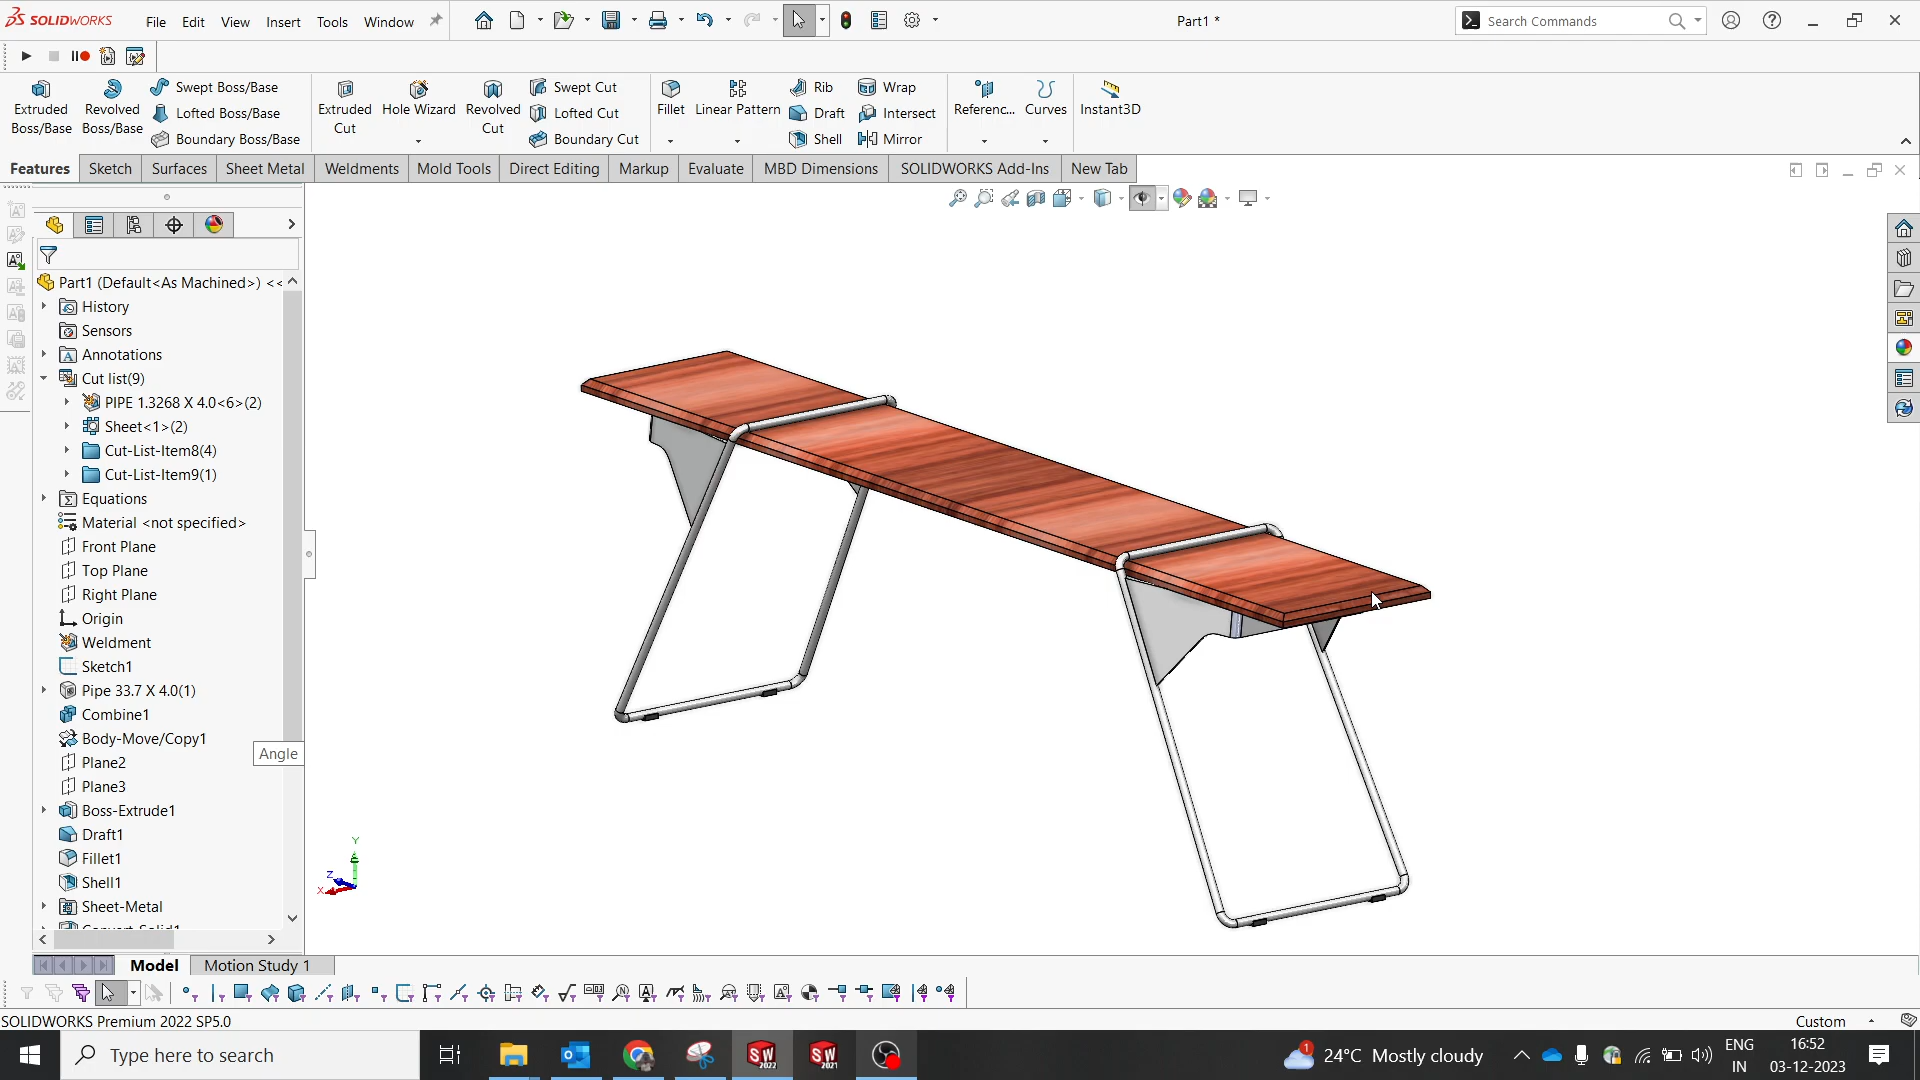 SOLIDWORKS File Edit View Insert Tools Window Part1 * Search Commands
Extruded Boss/Base
Revolved Boss/Base
Swept Boss/Base
Lofted Boss/Base
Boundary Boss/Base
Extruded Cut
Hole Wizard
Revolved Cut
Swept Cut
Lofted Cut
Boundary Cut
Fillet
Linear Pattern
Rib
Draft
Shell
Wrap
Intersect
Mirror
Referenc...
Curves
Instant3D
Features Sketch Surfaces Sheet Metal Weldments Mold Tools Direct Editing Markup Evaluate MBD Dimensions SOLIDWORKS Add-Ins New Tab
Part1 (Default<As Machined>) <<
History
Sensors
Annotations
Cut list(9)
PIPE 1.3268 X 4.0<6>(2)
Sheet<1>(2)
Cut-List-Item8(4)
Cut-List-Item9(1)
Equations
Material <not specified>
Front Plane
Top Plane
Right Plane
Origin
Weldment
Sketch1
Pipe 33.7 X 4.0(1)
Combine1
Body-Move/Copy1
Angle
Plane2
Plane3
Boss-Extrude1
Draft1
Fillet1
Shell1
Sheet-Metal
Y
Z
X
Model Motion Study 1
SOLIDWORKS Premium 2022 SP5.0 Custom
Type here to search
SW 2022
SW 2021
1
24°C Mostly cloudy
ENG
IN
16:52
03-12-2023